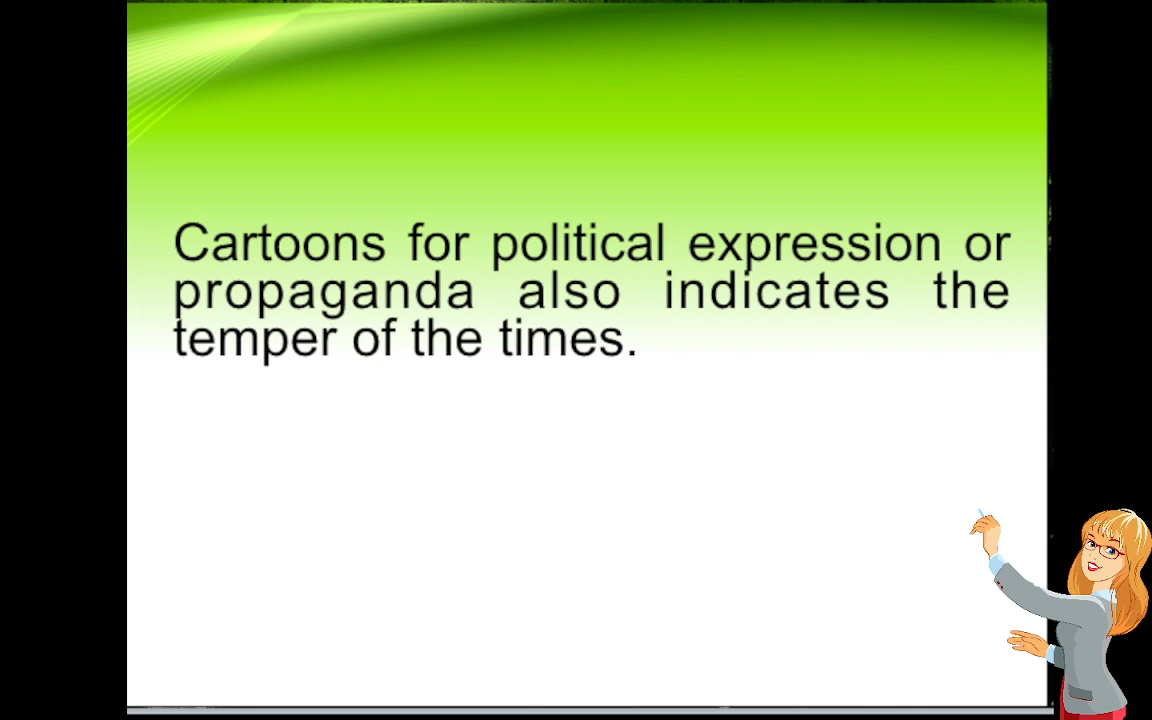 Cartoons for political expression or
propaganda also indicates the
temper of the times.